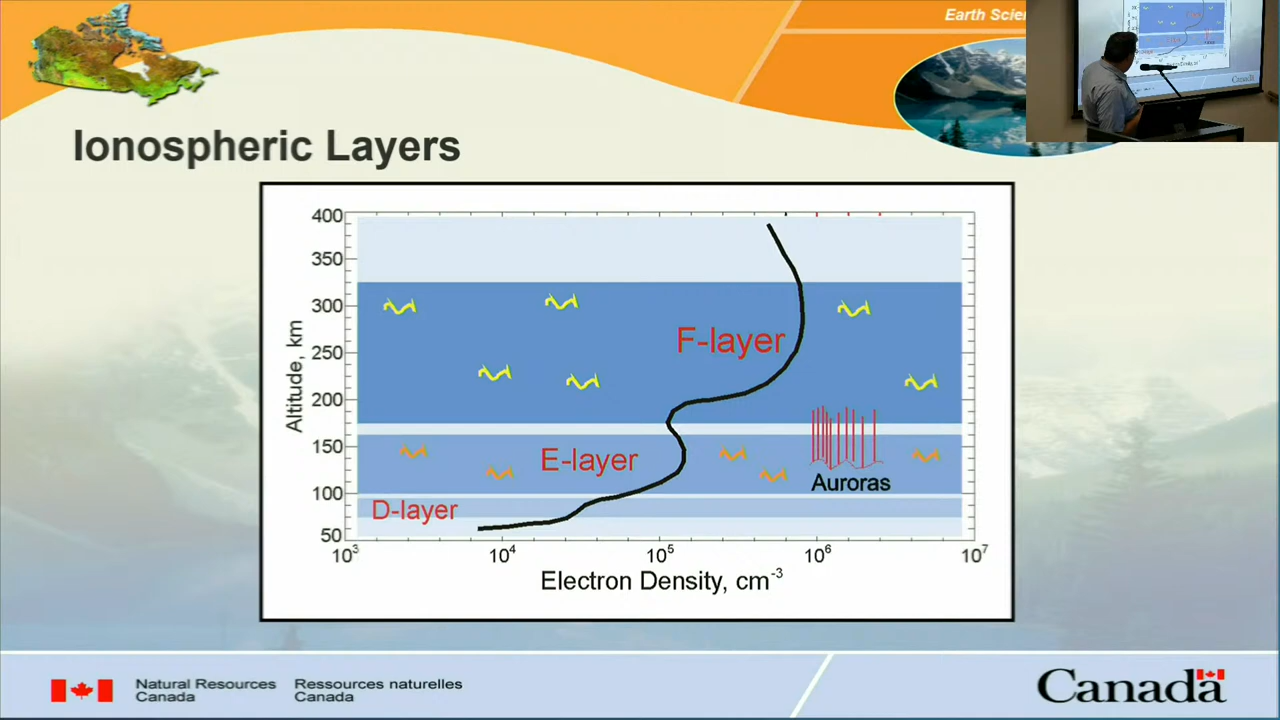 Earth Scien
Ionospheric Layers
400
350
300
250
200
150
100
50
Altitude, km
F-layer
E-layer
D-layer
Auroras
10³ 10⁴ 10⁵ 10⁶ 10⁷
Electron Density, cm⁻³
Natural Resources Ressources naturelles
Canada Canada
Canada
Canada